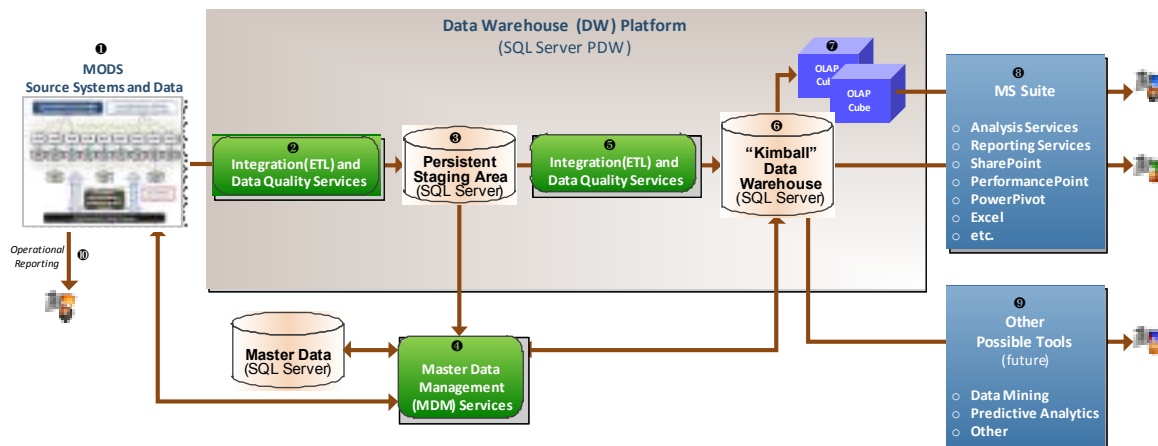 Data Warehouse (DW) Platform
(SQL Server PDW)
❶
MODS
Source Systems and Data
❷
Integration(ETL) and
Data Quality Services
❸
Persistent
Staging Area
(SQL Server)
❺
Integration(ETL) and
Data Quality Services
❻
"Kimball"
Data
Warehouse
(SQL Server)
❼
OLAP
Cube
OLAP
Cube
❽
MS Suite
o Analysis Services
o Reporting Services
o SharePoint
o PerformancePoint
o PowerPivot
o Excel
o etc.
Operational
Reporting
❿
Master Data
(SQL Server)
❹
Master Data
Management
(MDM) Services
❾
Other
Possible Tools
(future)
o Data Mining
o Predictive Analytics
o Other